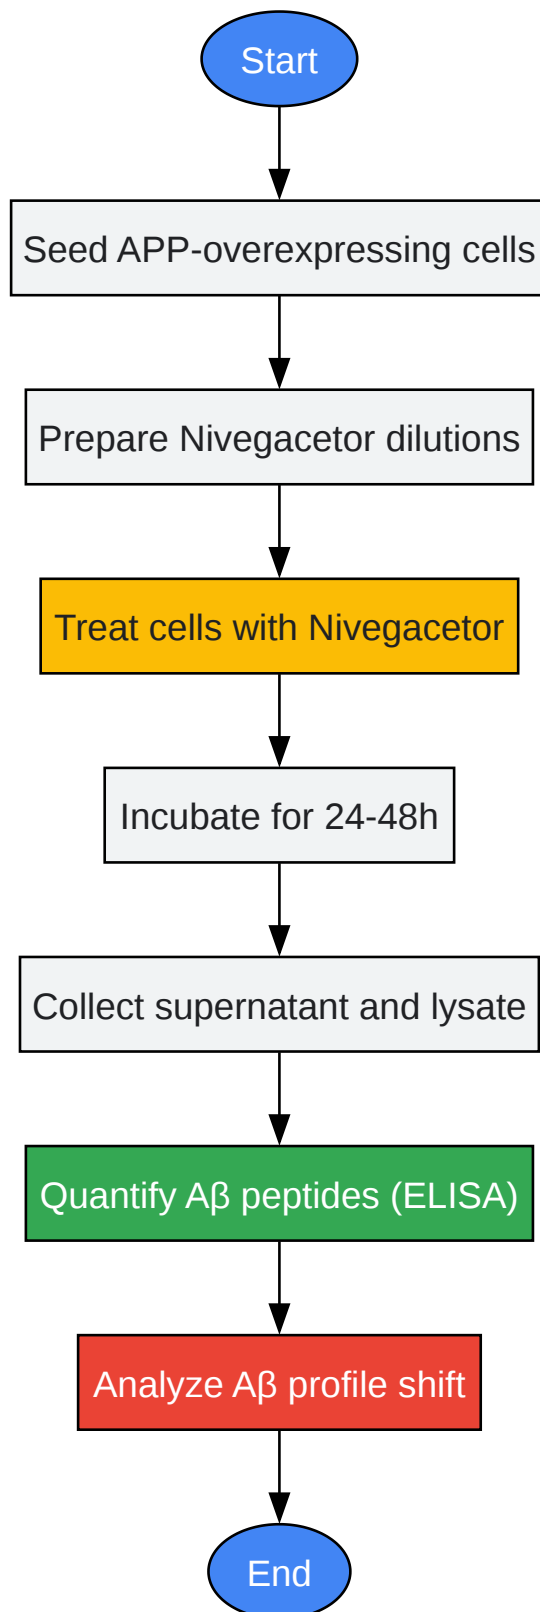 Start
Seed APP-overexpressing cells
Prepare Nivegacetor dilutions
Treat cells with Nivegacetor
Incubate for 24-48h
Collect supernatant and lysate
Quantify Aβ peptides (ELISA)
Analyze Aβ profile shift
End